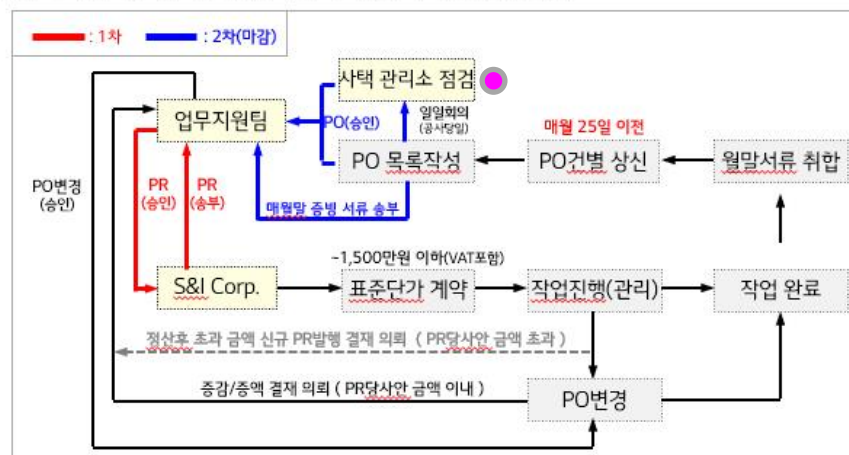 : 1차 : 2차(마감)
사택 관리소 점검
업무지원팀
PO(승인)
일일회의
(공사당일)
매월 25일 이전
PO 목록작성
PO건별 상신
월말서류 취합
PO변경
(승인)
PR
(승인)
PR
(송부)
매월말 증빙 서류 송부
~1,500만원 이하(VAT포함)
S&I Corp.
표준단가 계약
작업진행(관리)
작업 완료
정산후 초과 금액 신규 PR발행 결재 의뢰 ( PR당사안 금액 초과 )
증감/증액 결재 의뢰 ( PR당사안 금액 이내 )
PO변경